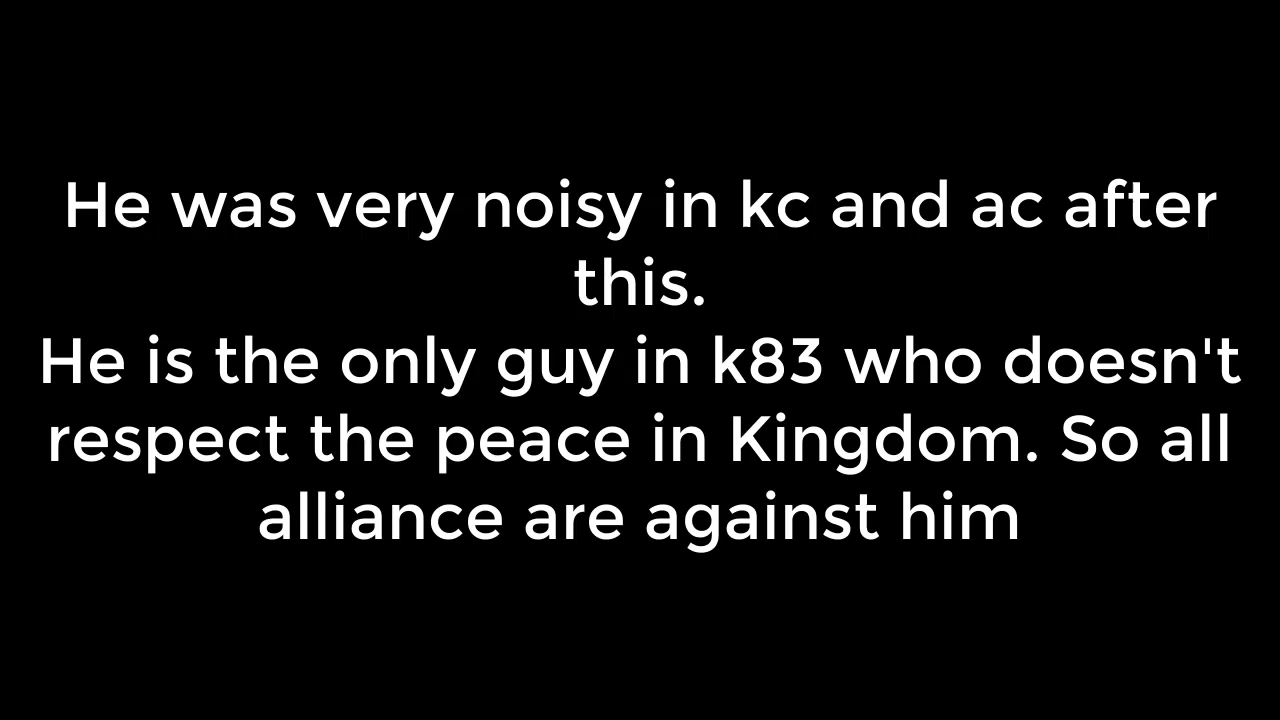 He was very noisy in kc and ac after
this.
He is the only guy in k83 who doesn't
respect the peace in Kingdom. So all
alliance are against him